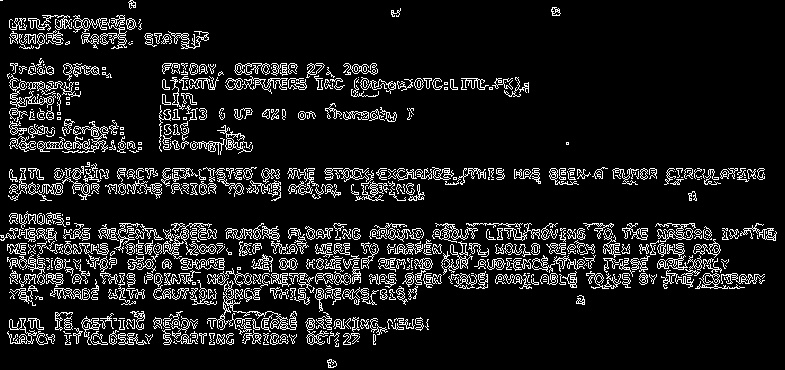 LITL UNCOVERED!
RUMORS, FACTS, STATS!
Trade Date: FRIDAY, OCTOBER 27, 2006
Company: LITMTV COMPUTERS INC (Other OTC:LITL.PK)
Symbol: LITL
Price: $1.13 ( UP 4%! on Thursday )
5-day Target: $15
Recommendation: Strong Buy
LITL DID IN FACT GET LISTED ON THE STOCK EXCHANGE. THIS HAS BEEN A RUMOR CIRCULATING
AROUND FOR MONTHS PRIOR TO THE ACTUAL LISTING!
RUMORS:
THERE HAS RECENTLY BEEN RUMORS FLOATING AROUND ABOUT LITL MOVING TO THE NASDAQ IN THE
NEXT MONTHS, BEFORE 2007. IF THAT WERE TO HAPPEN LITL WOULD REACH NEW HIGHS AND
POSSIBLY TOP A SHARE . WE DO HOWEVER REMIND OUR AUDIENCE THAT THESE ARE ONLY
RUMORS AT THIS POINT. NO CONCRETE PROOF HAS BEEN MADE AVAILABLE TO US BY THE COMPANY
YET. TRADE WITH CAUTION ONCE THIS BREAKS
LITL IS GETTING READY TO RELEASE BREAKING NEWS!
WATCH IT CLOSELY STARTING FRIDAY OCT 27 !